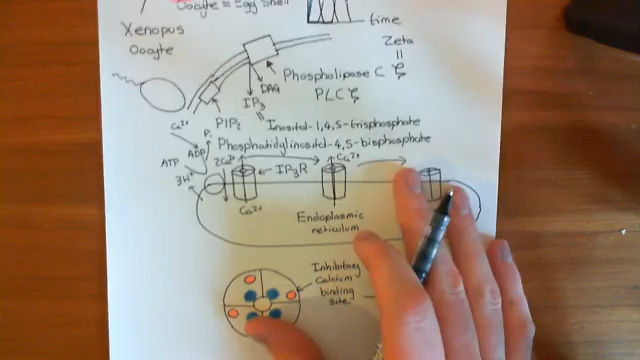 Oocyte = Egg Shell
time
Xenopus
Oocyte
Zeta
=
ζ
Phospholipase C
PLC ζ
DAG
IP3
=
Inositol-1,4,5-trisphosphate
PIP2
Phosphatidylinositol-4,5-bisphosphate
Ca2+
Pi
ADP
ATP
3H+
2Ca2+
IP3R
Ca2+
Ca2+
Endoplasmic
reticulum
Inhibitory
Calcium
binding
site